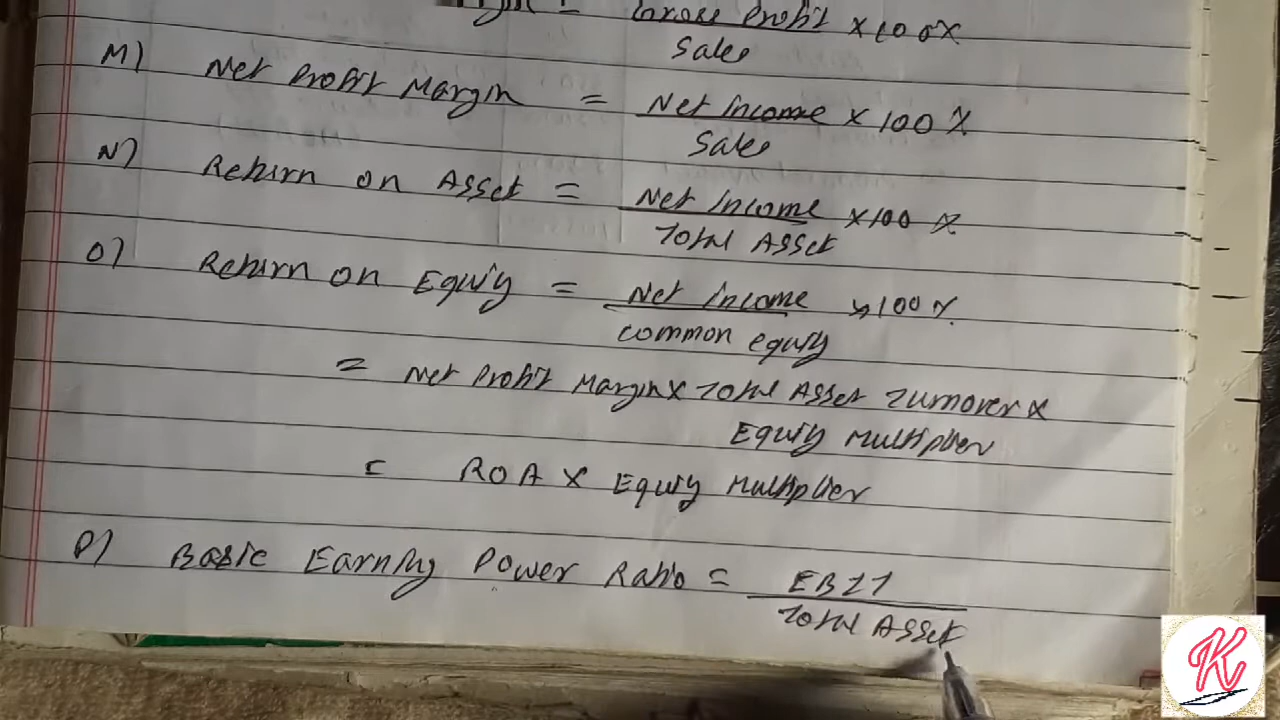 Gross Profit × 100%
Sales
M) Net Profit Margin = Net Income × 100%
Sales
N) Return on Asset = Net Income × 100%
Total Asset
O) Return on Equity = Net income × 100%.
common equity
= Net Profit Margin × Total Asset Turnover ×
Equity Multiplier
= ROA × Equity Multiplier
P) Basic Earning Power Ratio = EBIT
Total Asset
K